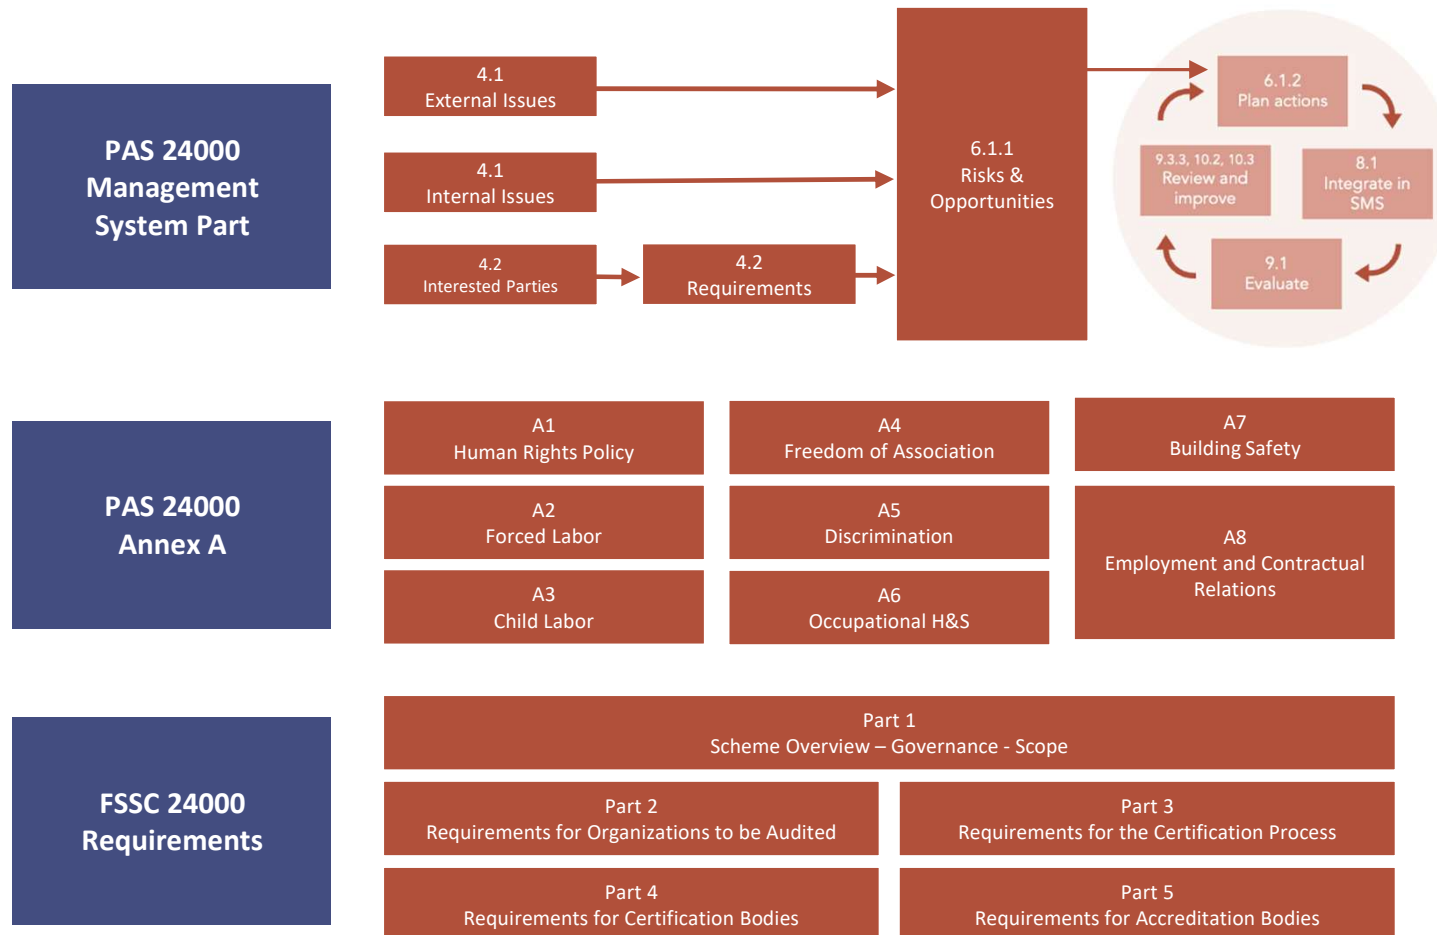 PAS 24000
Management
System Part
4.1
External Issues
4.1
Internal Issues
4.2
Interested Parties
4.2
Requirements
6.1.1
Risks &
Opportunities
6.1.2
Plan actions
8.1
Integrate in
SMS
9.1
Evaluate
9.3.3, 10.2, 10.3
Review and
improve
PAS 24000
Annex A
A1
Human Rights Policy
A2
Forced Labor
A3
Child Labor
A4
Freedom of Association
A5
Discrimination
A6
Occupational H&S
A7
Building Safety
A8
Employment and Contractual
Relations
FSSC 24000
Requirements
Part 1
Scheme Overview – Governance - Scope
Part 2
Requirements for Organizations to be Audited
Part 3
Requirements for the Certification Process
Part 4
Requirements for Certification Bodies
Part 5
Requirements for Accreditation Bodies